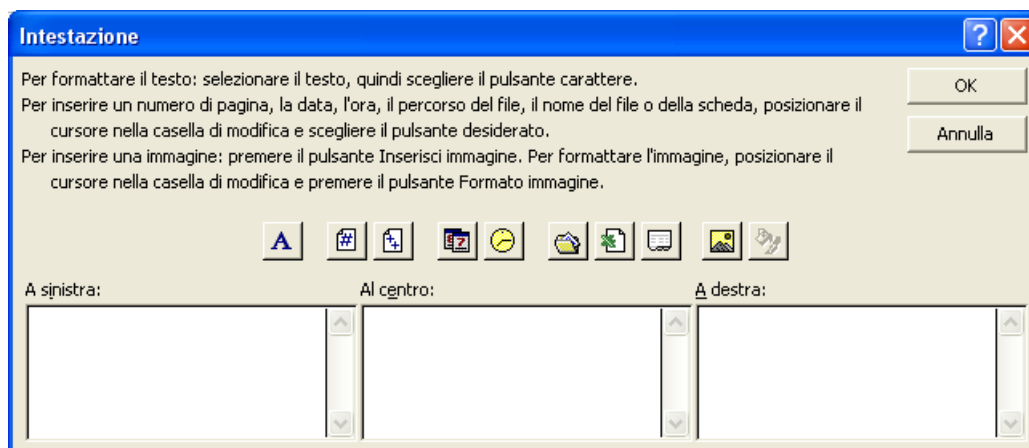 Intestazione
Per formattare il testo: selezionare il testo, quindi scegliere il pulsante carattere.
Per inserire un numero di pagina, la data, l'ora, il percorso del file, il nome del file o della scheda, posizionare il
cursore nella casella di modifica e scegliere il pulsante desiderato.
Per inserire una immagine: premere il pulsante Inserisci immagine. Per formattare l'immagine, posizionare il
cursore nella casella di modifica e premere il pulsante Formato immagine.
OK
Annulla
A sinistra:
Al centro:
A destra: